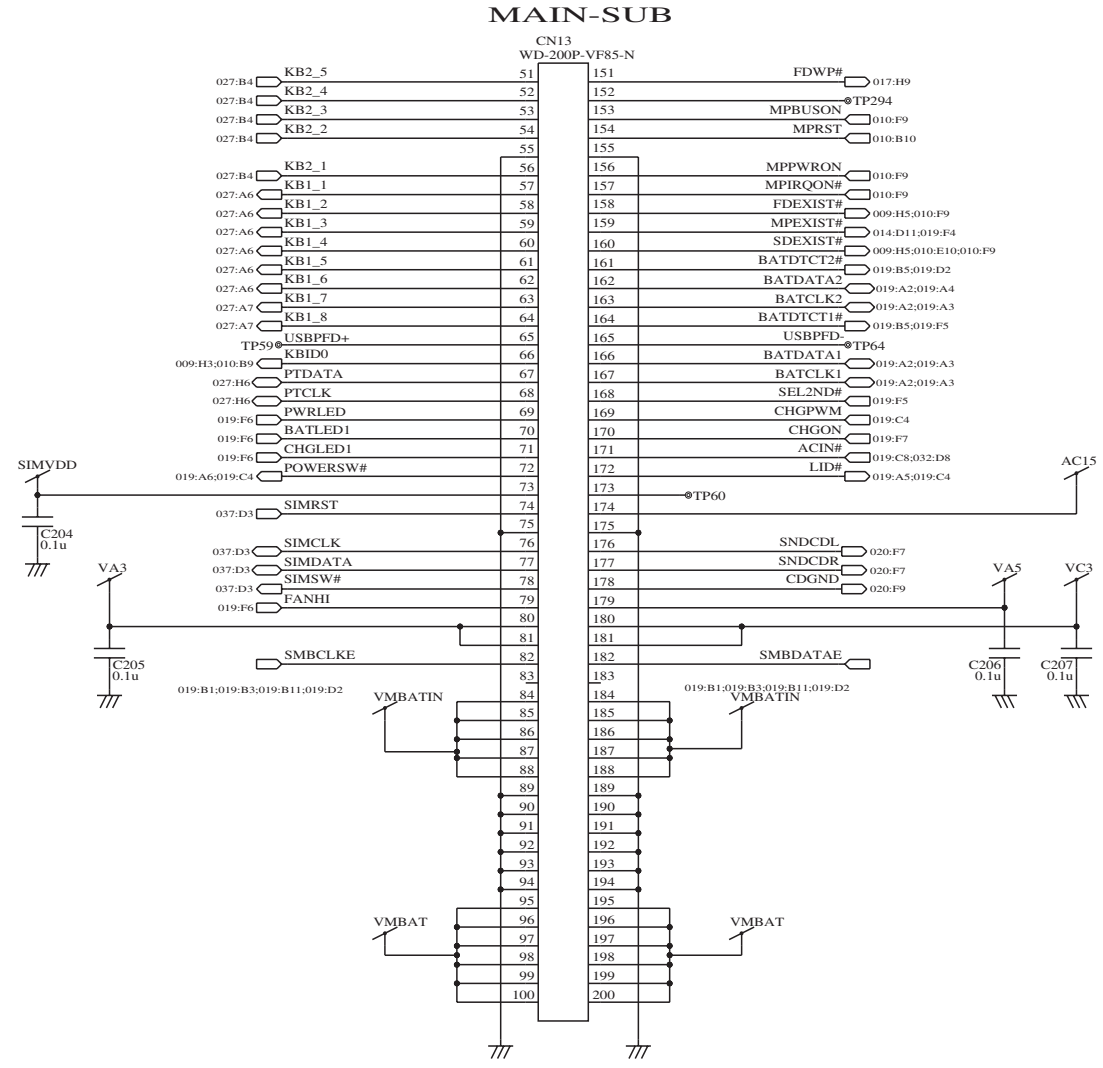 MAIN-SUB
CN13
WD-200P-VF85-N
027:B4 KB2_5 51 151 FDWP# 017:H9
027:B4 KB2_4 52 152 TP294
027:B4 KB2_3 53 153 MPBUSON 010:F9
027:B4 KB2_2 54 154 MPRST 010:B10
55 155
027:B4 KB2_1 56 156 MPPWRON 010:F9
027:A6 KB1_1 57 157 MPIRQON# 010:F9
027:A6 KB1_2 58 158 FDEXIST# 009:H5;010:F9
027:A6 KB1_3 59 159 MPEXIST# 014:D11;019:F4
027:A6 KB1_4 60 160 SDEXIST# 009:H5;010:E10;010:F9
027:A6 KB1_5 61 161 BATDTCT2# 019:B5;019:D2
027:A6 KB1_6 62 162 BATDATA2 019:A2;019:A4
027:A7 KB1_7 63 163 BATCLK2 019:A2;019:A3
027:A7 KB1_8 64 164 BATDTCT1# 019:B5;019:F5
TP59 USBPFD+ 65 165 USBPFD- TP64
009:H3;010:B9 KBID0 66 166 BATDATA1 019:A2;019:A3
027:H6 PTDATA 67 167 BATCLK1 019:A2;019:A3
027:H6 PTCLK 68 168 SEL2ND# 019:F5
019:F6 PWRLED 69 169 CHGPWM 019:C4
019:F6 BATLED1 70 170 CHGON 019:F7
019:F6 CHGLED1 71 171 ACIN# 019:C8;032:D8
SIMVDD 019:A6;019:C4 POWERSW# 72 172 LID# 019:A5;019:C4 AC15
73 173 TP60
037:D3 SIMRST 74 174
C204 75 175
0.1u 037:D3 SIMCLK 76 176 SNDCDL 020:F7
VA3 037:D3 SIMDATA 77 177 SNDCDR 020:F7 VA5 VC3
037:D3 SIMSW# 78 178 CDGND 020:F9
019:F6 FANHI 79 179
80 180
81 181
C205 SMBCLKE 82 182 SMBDATAE C206 C207
0.1u 83 183 0.1u 0.1u
019:B1;019:B3;019:B11;019:D2 019:B1;019:B3;019:B11;019:D2
VMBATIN 84 184 VMBATIN
85 185
86 186
87 187
88 188
89 189
90 190
91 191
92 192
93 193
94 194
95 195
VMBAT 96 196 VMBAT
97 197
98 198
99 199
100 200